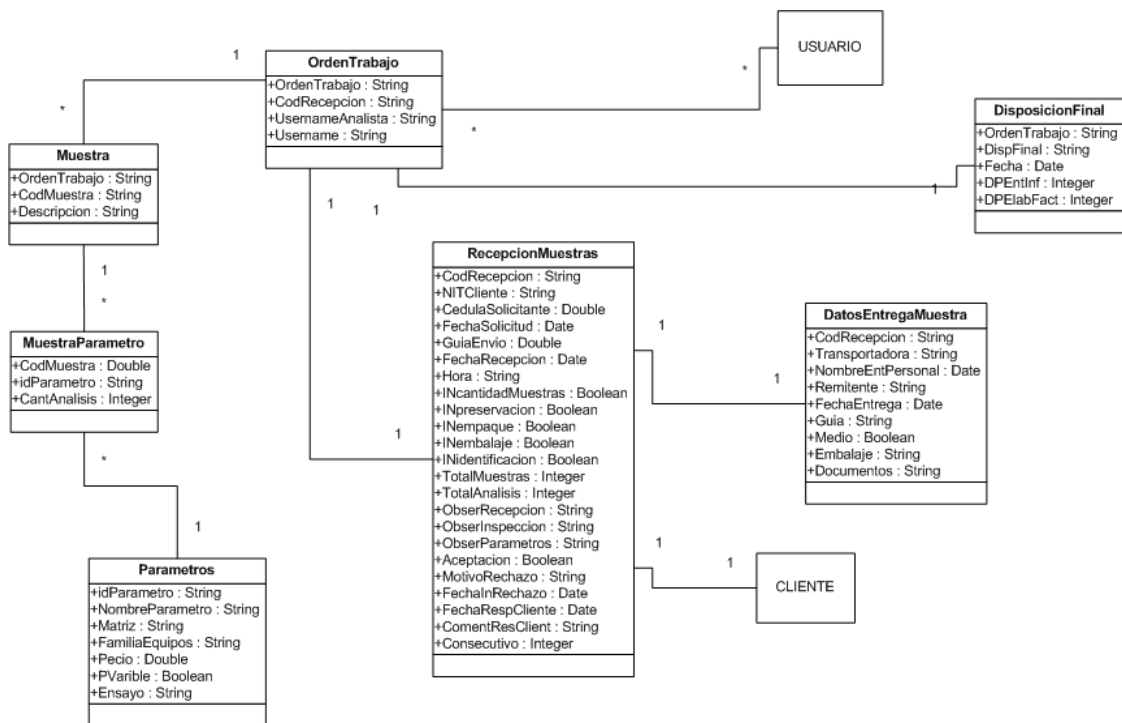 USUARIO
1
OrdenTrabajo
+OrdenTrabajo : String
+CodRecepcion : String
+UsernameAnalista : String
+Username : String
*
*
*
DisposicionFinal
+OrdenTrabajo : String
+DispFinal : String
+Fecha : Date
+DPEntInf : Integer
+DPElabFact : Integer
Muestra
+OrdenTrabajo : String
+CodMuestra : String
+Descripcion : String
1
1
1
1
*
RecepcionMuestras
+CodRecepcion : String
+NITCliente : String
+CedulaSolicitante : Double
+FechaSolicitud : Date
+GuiaEnvio : Double
+FechaRecepcion : Date
+Hora : String
+INcantidadMuestras : Boolean
+INpreservacion : Boolean
+INempaque : Boolean
+INembalaje : Boolean
+INidentificacion : Boolean
+TotalMuestras : Integer
+TotalAnalisis : Integer
+ObserRecepcion : String
+ObserInspeccion : String
+ObserParametros : String
+Aceptacion : Boolean
+MotivoRechazo : String
+FechaInRechazo : Date
+FechaRespCliente : Date
+ComentResClient : String
+Consecutivo : Integer
MuestraParametro
+CodMuestra : Double
+idParametro : String
+CantAnalisis : Integer
1
1
DatosEntregaMuestra
+CodRecepcion : String
+Transportadora : String
+NombreEntPersonal : Date
+Remitente : String
+FechaEntrega : Date
+Guia : String
+Medio : Boolean
+Embalaje : String
+Documentos : String
*
1
1
1
1
CLIENTE
Parametros
+idParametro : String
+NombreParametro : String
+Matriz : String
+FamiliaEquipos : String
+Pecio : Double
+PVarible : Boolean
+Ensayo : String